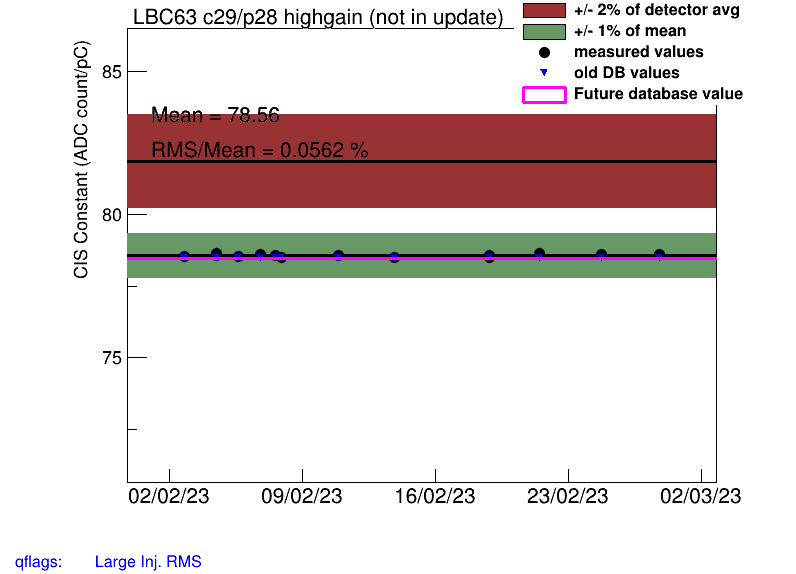 LBC63 c29/p28 highgain (not in update)
+/- 2% of detector avg
+/- 1% of mean
measured values
old DB values
Future database value
CIS Constant (ADC count/pC)
85
80
75
Mean = 78.56
RMS/Mean = 0.0562 %
02/02/23 09/02/23 16/02/23 23/02/23 02/03/23
qflags: Large Inj. RMS